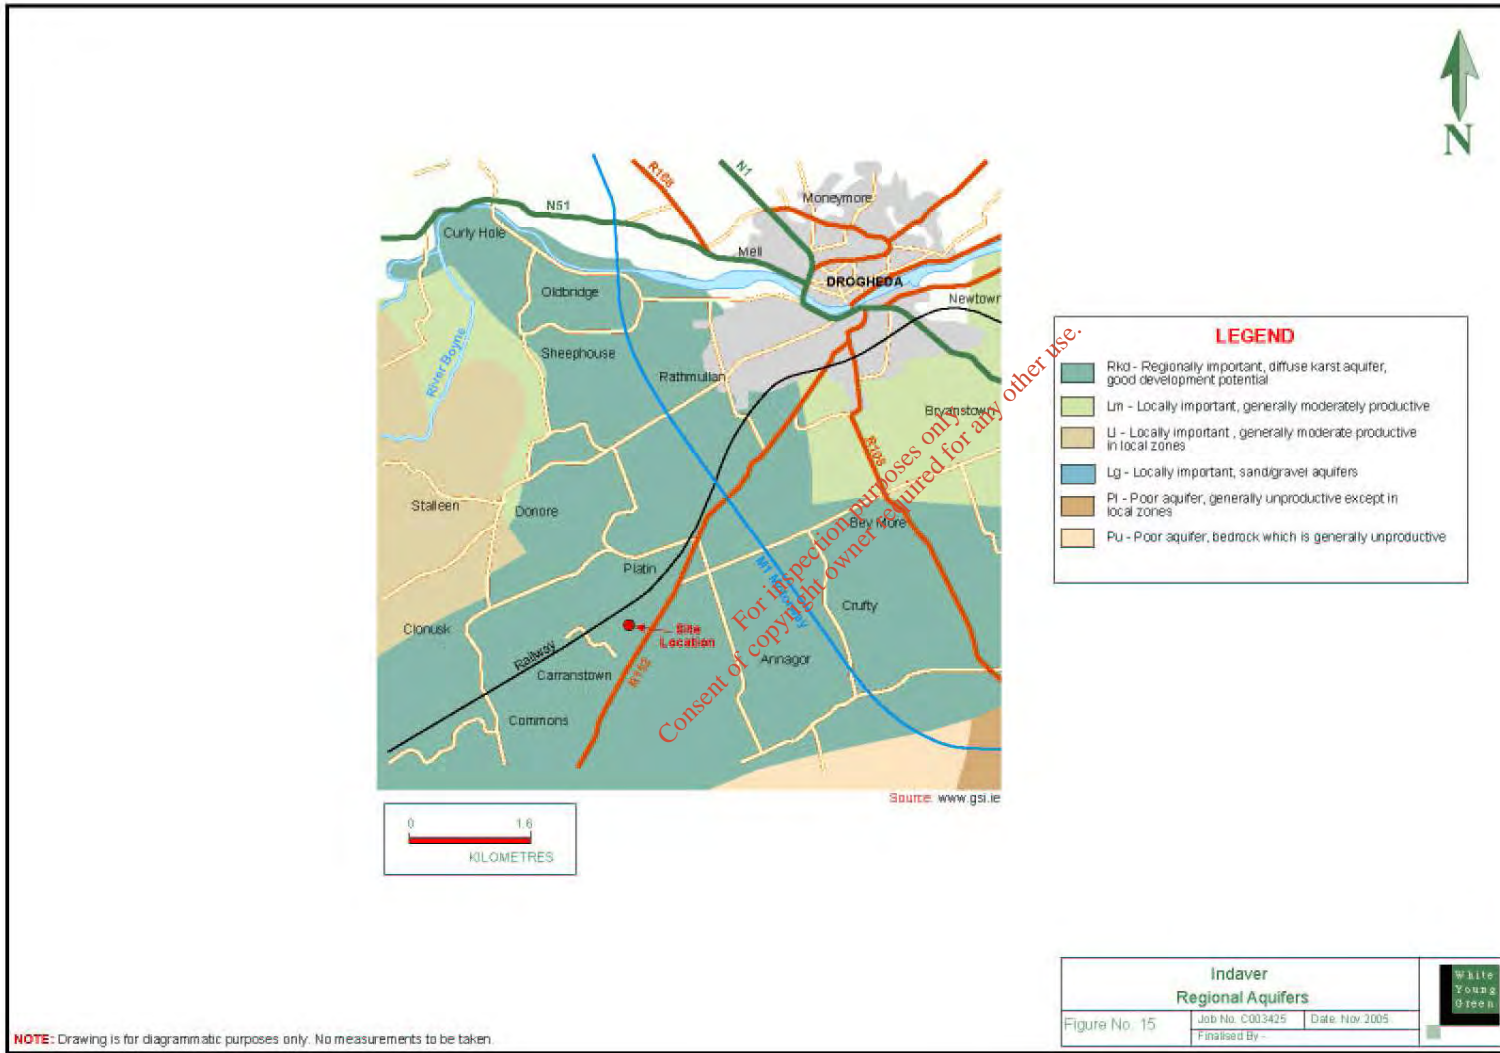 N
R168
N1
Moneymore
N51
Curly Hole
Mell
DROGHEDA
Oldbridge
Newtown
River Boyne
Sheephouse
Rathmullan
Bryanstown
R108
Stalleen
Donore
Bey More
Platin
M1 Motorway
Crufty
Clonusk
Site
Location
Railway
Carranstown
R152
Annagor
Commons
For inspection purposes only.
Consent of copyright owner required for any other use.
Source: www.gsi.ie
0 1.6
KILOMETRES
LEGEND
Rkd - Regionally important, diffuse karst aquifer,
good development potential
Lm - Locally important, generally moderately productive
Ll - Locally important , generally moderate productive
in local zones
Lg - Locally important, sand/gravel aquifers
Pl - Poor aquifer, generally unproductive except in
local zones
Pu - Poor aquifer, bedrock which is generally unproductive
Indaver
Regional Aquifers
Figure No. 15
Job No. C003425
Date. Nov 2005
Finalised By -
White
Young
Green
NOTE: Drawing is for diagrammatic purposes only. No measurements to be taken